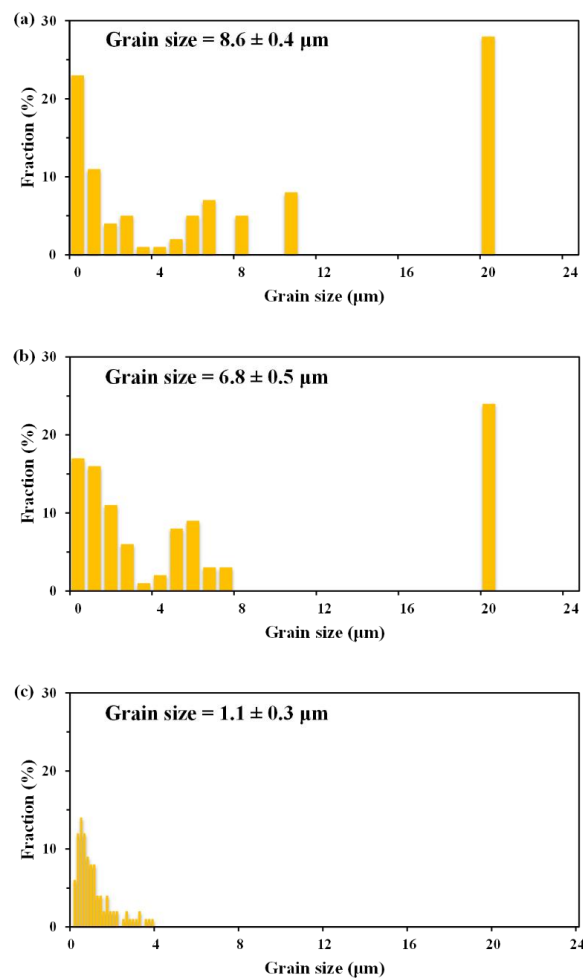 (a)
30
20
10
0
Fraction (%)
Grain size = 8.6 ± 0.4 μm
0 4 8 12 16 20 24
Grain size (μm)
(b)
30
20
10
0
Fraction (%)
Grain size = 6.8 ± 0.5 μm
0 4 8 12 16 20 24
Grain size (μm)
(c)
30
20
10
0
Fraction (%)
Grain size = 1.1 ± 0.3 μm
0 4 8 12 16 20 24
Grain size (μm)